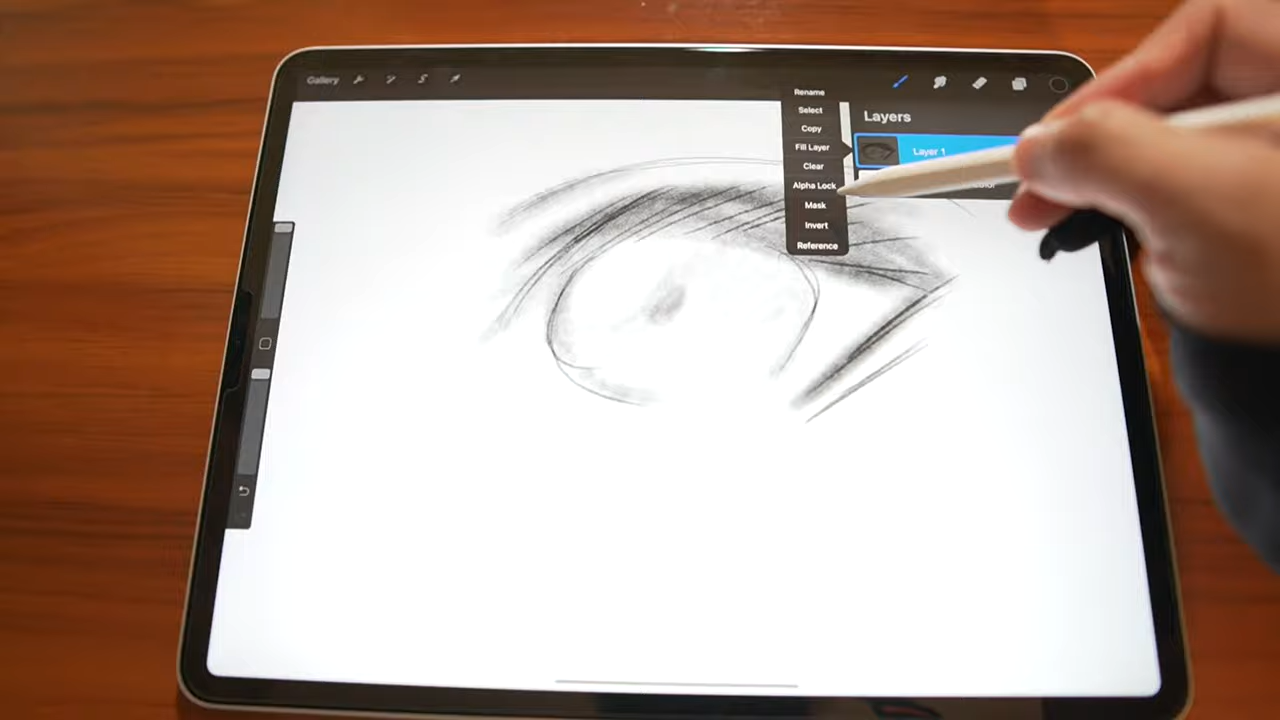 Gallery
Rename
Select
Copy
Fill Layer
Clear
Alpha Lock
Mask
Invert
Reference
Layers
Layer 1